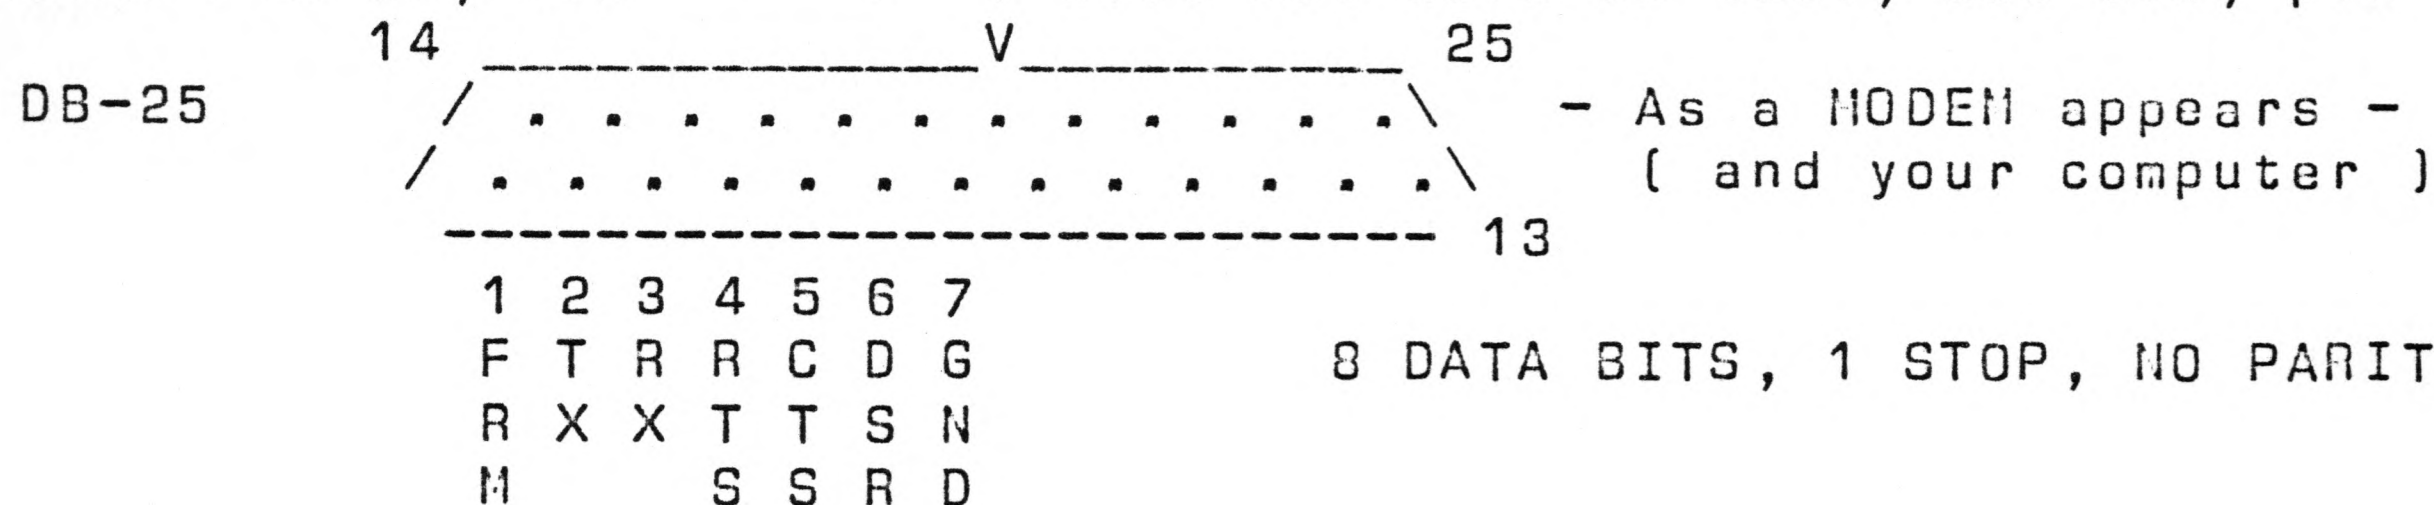 14 _____________V__________ 25
DB-25 / . . . . . . . . . . . . \ - As a MODEM appears -
/ . . . . . . . . . . . . . \ ( and your computer )
-------------------------- 13
1 2 3 4 5 6 7
F T R R C D G 8 DATA BITS, 1 STOP, NO PARIT
R X X T T S N
M S S R D